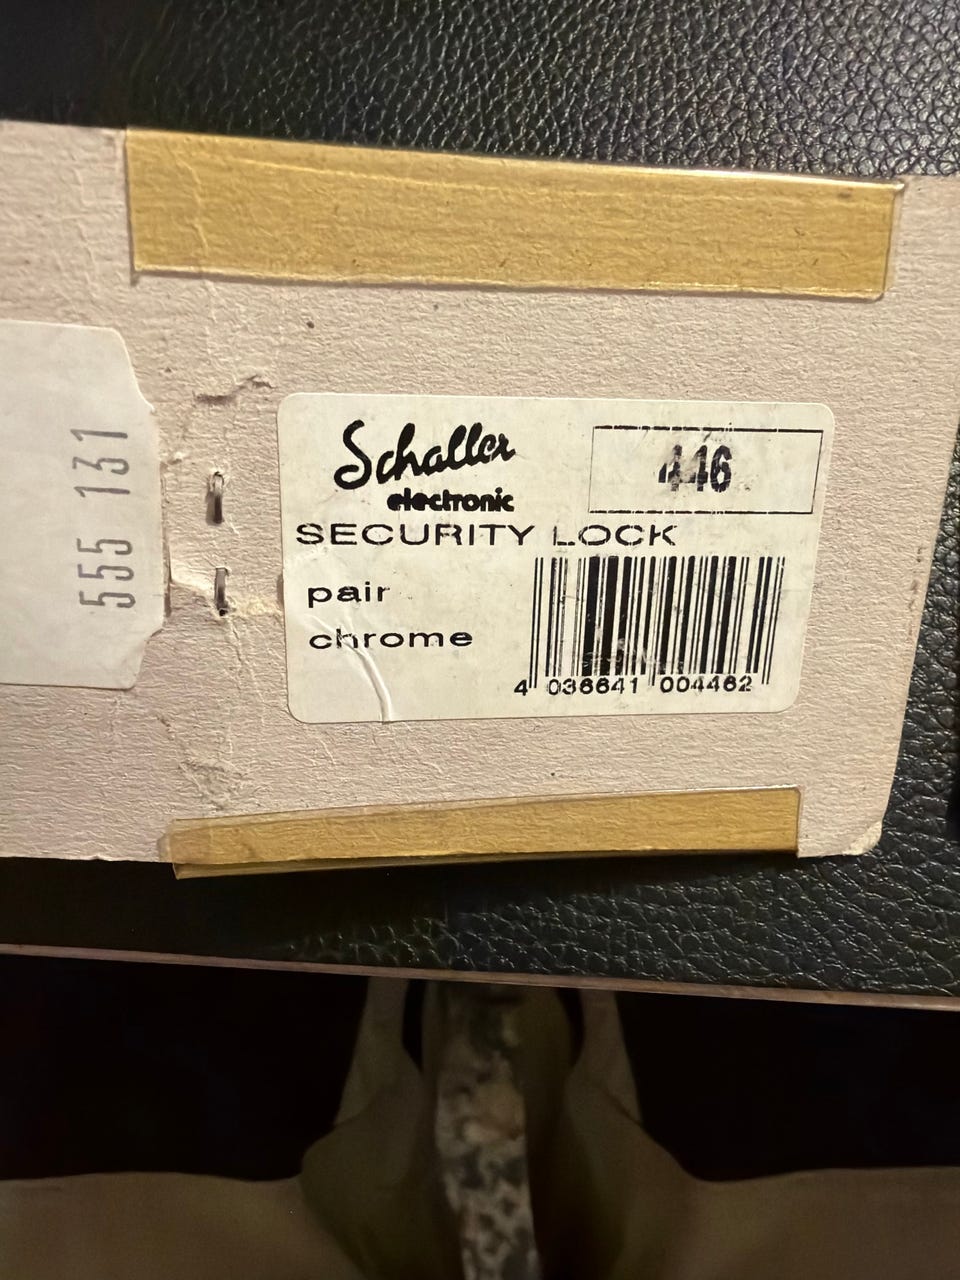 Schaller
electronic
446
SECURITY LOCK
pair
chrome
4 036641 004462
555 131